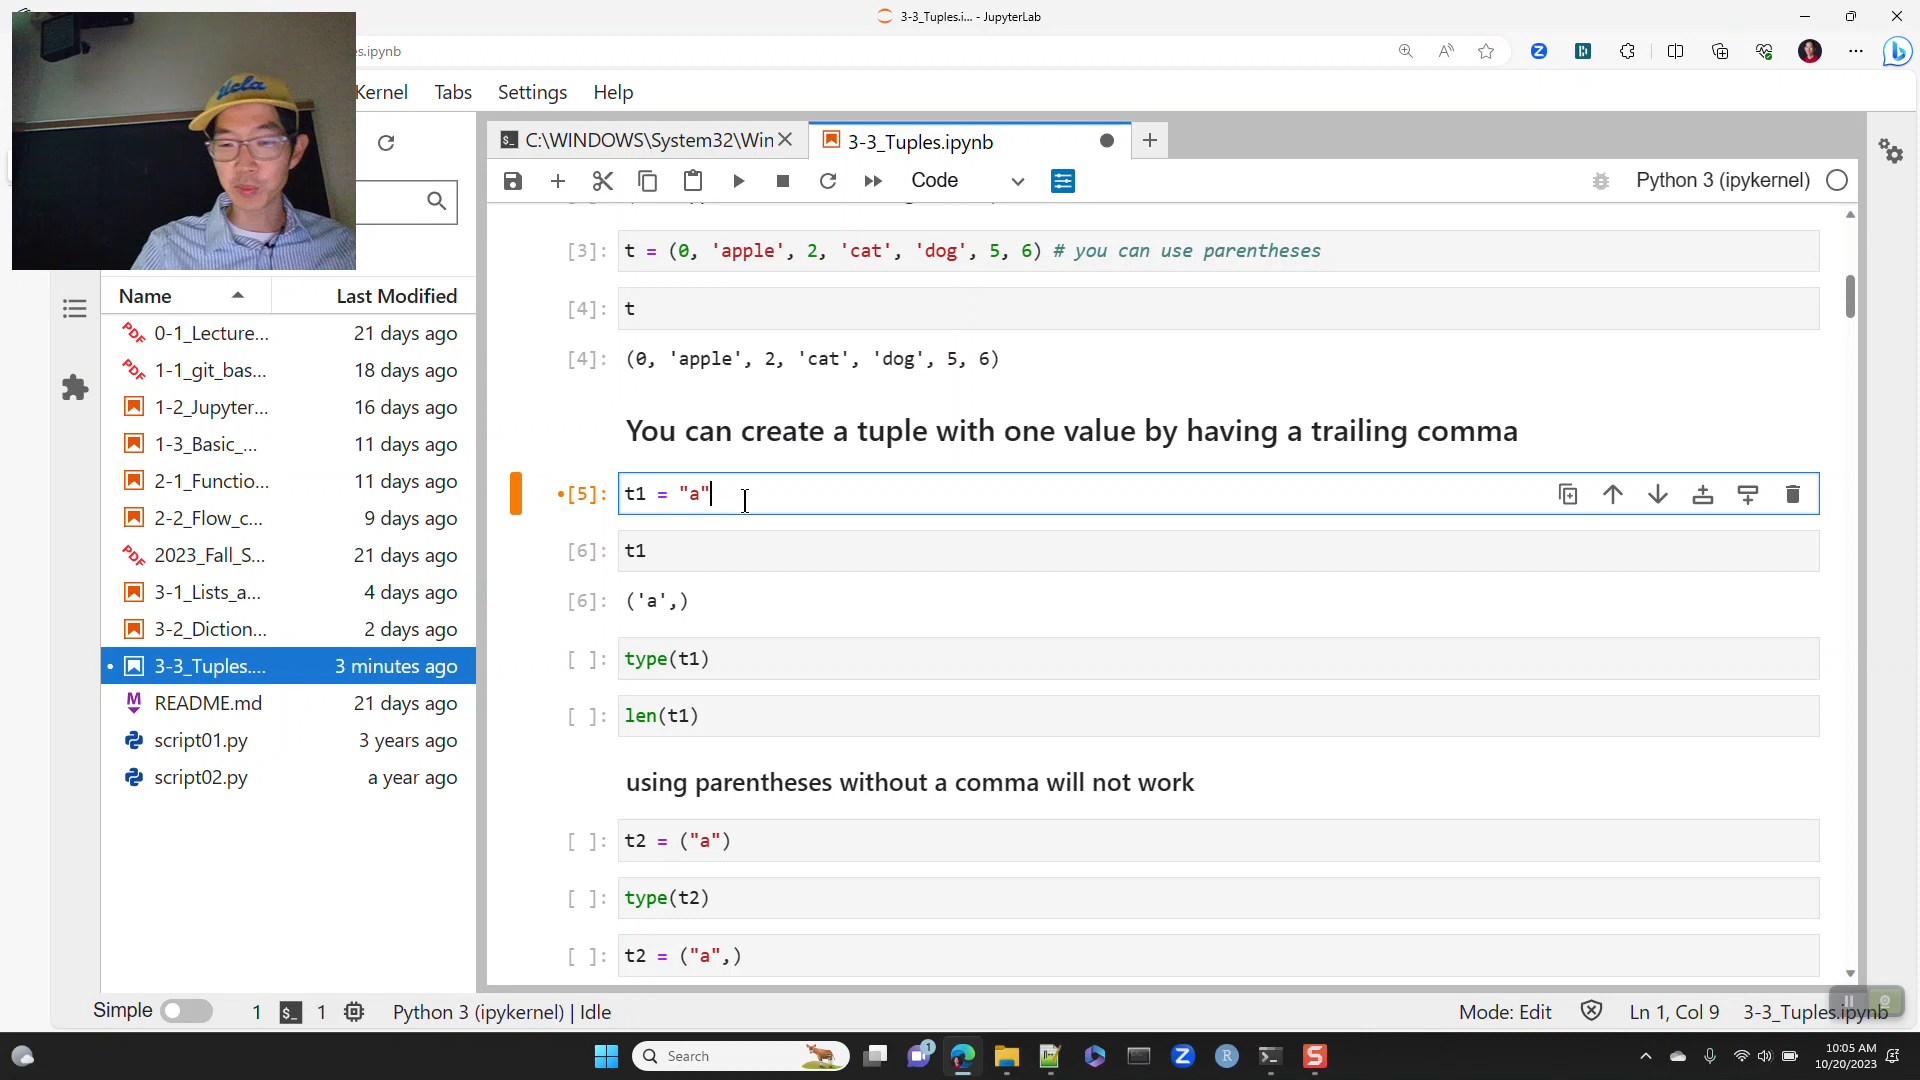 3-3_Tuples.i... - JupyterLab
es.ipynb
ucla
Kernel Tabs Settings Help
C:\WINDOWS\System32\Win
3-3_Tuples.ipynb
Code
Python 3 (ipykernel)
Name Last Modified
0-1_Lecture... 21 days ago
1-1_git_bas... 18 days ago
1-2_Jupyter... 16 days ago
1-3_Basic_... 11 days ago
2-1_Functio... 11 days ago
2-2_Flow_c... 9 days ago
2023_Fall_S... 21 days ago
3-1_Lists_a... 4 days ago
3-2_Diction... 2 days ago
3-3_Tuples.... 3 minutes ago
README.md 21 days ago
script01.py 3 years ago
script02.py a year ago
[3]: t = (0, 'apple', 2, 'cat', 'dog', 5, 6) # you can use parentheses
[4]: t
[4]: (0, 'apple', 2, 'cat', 'dog', 5, 6)
You can create a tuple with one value by having a trailing comma
•[5]: t1 = "a"
[6]: t1
[6]: ('a',)
[ ]: type(t1)
[ ]: len(t1)
using parentheses without a comma will not work
[ ]: t2 = ("a")
[ ]: type(t2)
[ ]: t2 = ("a",)
Simple 1 $_ 1 Python 3 (ipykernel) | Idle
Mode: Edit Ln 1, Col 9 3-3_Tuples.ipynb
Search
10:05 AM
10/20/2023